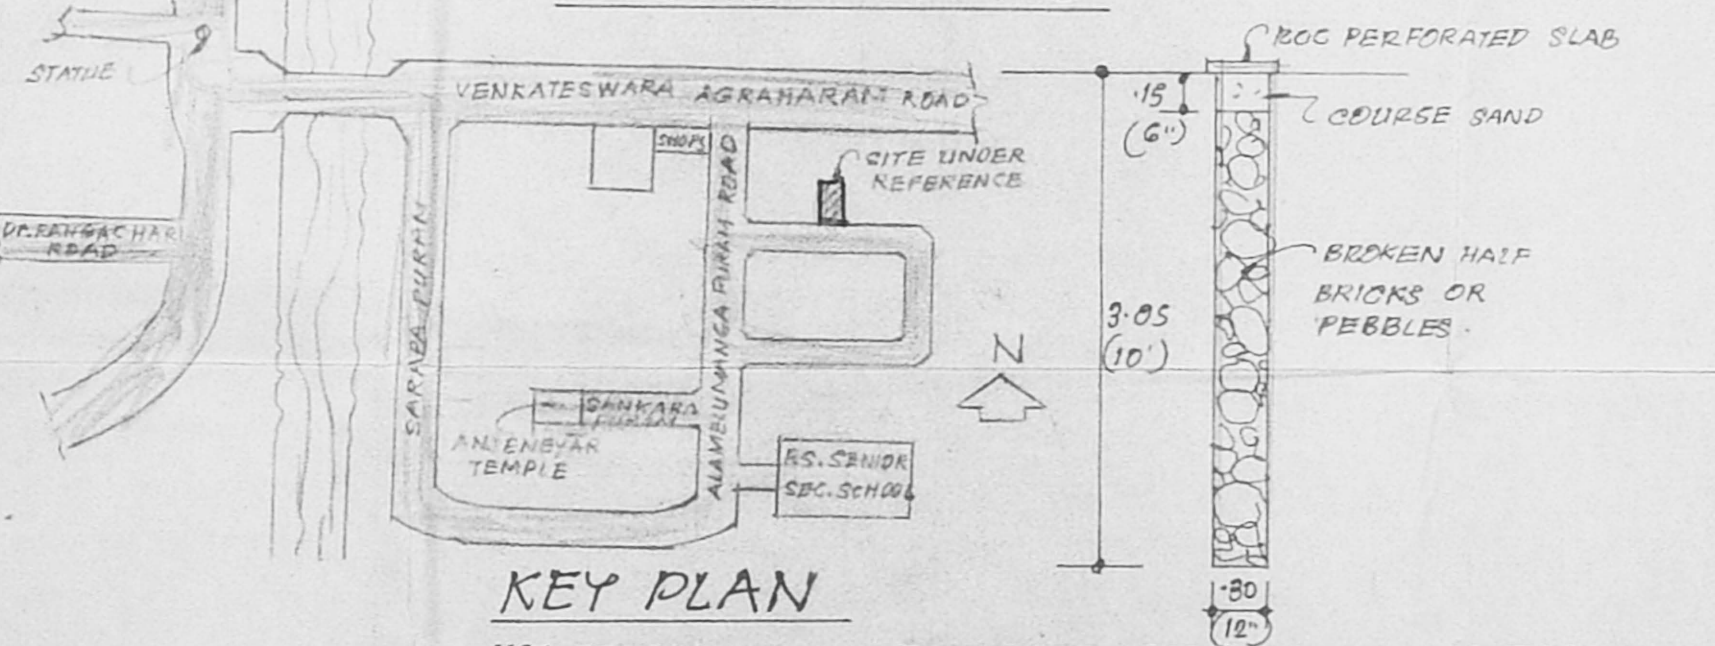 STATUE
VENKATESWARA AGRAHARAM ROAD
SHOPS
SITE UNDER
REFERENCE
DR. RANGACHARI
ROAD
SARADA PURAM
ALAMELUMANGA PURAM ROAD
SANKARA
PURAM
ANJENEYAR
TEMPLE
SENIOR
SEC. SCHOOL
N
KEY PLAN
RCC PERFORATED SLAB
.15
(6")
COURSE SAND
BROKEN HALF
BRICKS OR
PEBBLES.
3.05
(10')
.30
(12")